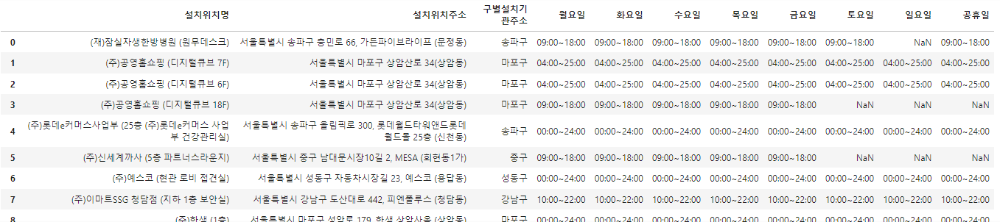 설치위치명 설치위치주소 구별설치기관주소 월요일 화요일 수요일 목요일 금요일 토요일 일요일 공휴일
0 (재)잠실자생한방병원 (원무데스크) 서울특별시 송파구 충민로 66, 가든파이브라이프 (문정동) 송파구 09:00~18:00 09:00~18:00 09:00~18:00 09:00~18:00 09:00~18:00 09:00~18:00 NaN 09:00~18:00
1 (주)공영홈쇼핑 (디지털큐브 7F) 서울특별시 마포구 상암산로 34(상암동) 마포구 04:00~25:00 04:00~25:00 04:00~25:00 04:00~25:00 04:00~25:00 04:00~25:00 04:00~25:00 04:00~25:00
2 (주)공영홈쇼핑 (디지털큐브 6F) 서울특별시 마포구 상암산로 34(상암동) 마포구 04:00~25:00 04:00~25:00 04:00~25:00 04:00~25:00 04:00~25:00 04:00~25:00 04:00~25:00 04:00~25:00
3 (주)공영홈쇼핑 (디지털큐브 18F) 서울특별시 마포구 상암산로 34(상암동) 마포구 09:00~18:00 09:00~18:00 09:00~18:00 09:00~18:00 09:00~18:00 NaN NaN NaN
4 (주)롯데e커머스사업부 (25층 (주)롯데e커머스 사업부 건강관리실) 서울특별시 송파구 올림픽로 300, 롯데월드타워앤드롯데월드몰 25층 (신천동) 송파구 00:00~24:00 00:00~24:00 00:00~24:00 00:00~24:00 00:00~24:00 00:00~24:00 00:00~24:00 00:00~24:00
5 (주)신세계까사 (5층 파트너스라운지) 서울특별시 중구 남대문시장10길 2, MESA (회현동1가) 중구 09:00~18:00 09:00~18:00 09:00~18:00 09:00~18:00 09:00~18:00 NaN NaN NaN
6 (주)예스코 (현관 로비 접견실) 서울특별시 성동구 자동차시장길 23, 예스코 (용답동) 성동구 00:00~24:00 00:00~24:00 00:00~24:00 00:00~24:00 00:00~24:00 00:00~24:00 00:00~24:00 00:00~24:00
7 (주)이마트SSG 청담점 (지하 1층 보안실) 서울특별시 강남구 도산대로 442, 피엔폴루스 (청담동) 강남구 10:00~22:00 10:00~22:00 10:00~22:00 10:00~22:00 10:00~22:00 10:00~22:00 10:00~22:00 10:00~22:00
8 (주)한샘 (1층) 서울특별시 마포구 성암로 179, 한샘 상암사옥 (상암동) 마포구 00:00~24:00 00:00~24:00 00:00~24:00 00:00~24:00 00:00~24:00 00:00~24:00 00:00~24:00 00:00~24:00